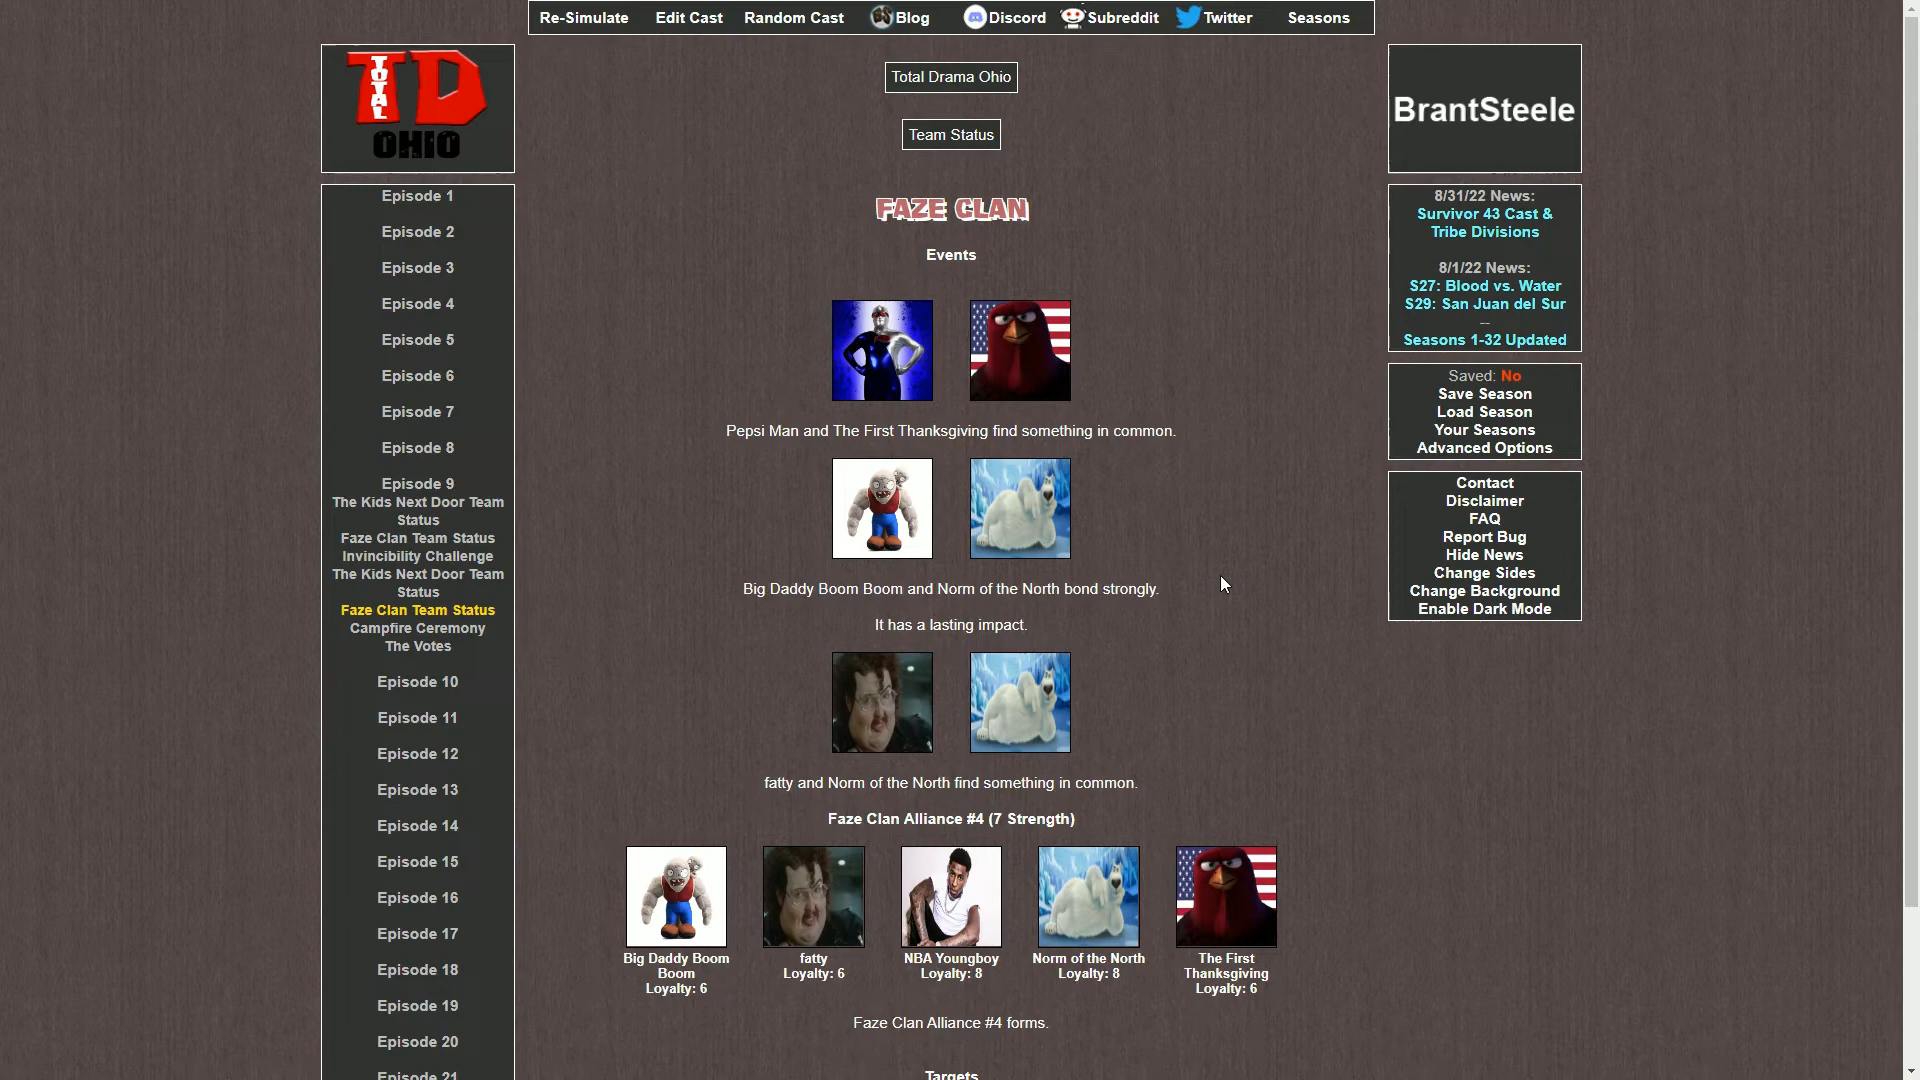 Re-Simulate
Edit Cast
Random Cast
Blog
Discord
Subreddit
Twitter
Seasons
TOTAL
TD
OHIO
Episode 1
Episode 2
Episode 3
Episode 4
Episode 5
Episode 6
Episode 7
Episode 8
Episode 9
The Kids Next Door Team
Status
Faze Clan Team Status
Invincibility Challenge
The Kids Next Door Team
Status
Faze Clan Team Status
Campfire Ceremony
The Votes
Episode 10
Episode 11
Episode 12
Episode 13
Episode 14
Episode 15
Episode 16
Episode 17
Episode 18
Episode 19
Episode 20
Episode 21
Total Drama Ohio
Team Status
FAZE CLAN
Events
Pepsi Man and The First Thanksgiving find something in common.
Big Daddy Boom Boom and Norm of the North bond strongly.
It has a lasting impact.
fatty and Norm of the North find something in common.
Faze Clan Alliance #4 (7 Strength)
Big Daddy Boom
Boom
Loyalty: 6
fatty
Loyalty: 6
NBA Youngboy
Loyalty: 8
Norm of the North
Loyalty: 8
The First
Thanksgiving
Loyalty: 6
Faze Clan Alliance #4 forms.
Targets
BrantSteele
8/31/22 News:
Survivor 43 Cast &
Tribe Divisions
8/1/22 News:
S27: Blood vs. Water
S29: San Juan del Sur
--
Seasons 1-32 Updated
Saved: No
Save Season
Load Season
Your Seasons
Advanced Options
Contact
Disclaimer
FAQ
Report Bug
Hide News
Change Sides
Change Background
Enable Dark Mode